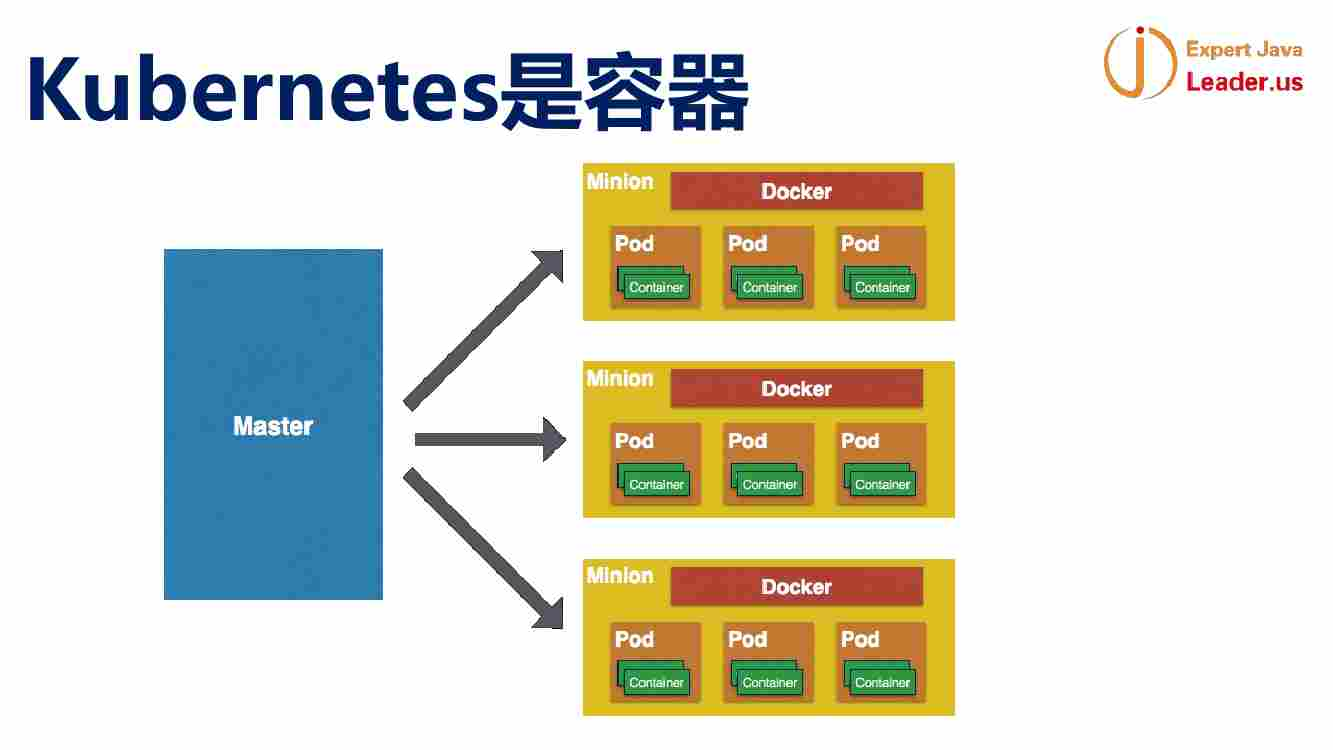 Kubernetes是容器
Expert Java
Leader.us
Master
Minion
Docker
Pod
Pod
Pod
Container
Container
Container
Minion
Docker
Pod
Pod
Pod
Container
Container
Container
Minion
Docker
Pod
Pod
Pod
Container
Container
Container